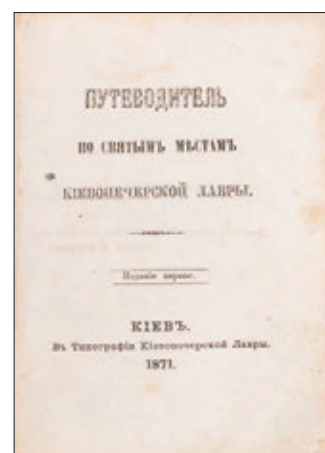 ПУТЕВОДИТЕЛЬ
ПО СВЯТЫМЪ МѢСТАМЪ
КІЕВОПЕЧЕРСКОЙ ЛАВРЫ.
Изданіе первое.
КІЕВЪ.
Въ Типографіи Кіевопечерской Лавры.
1871.